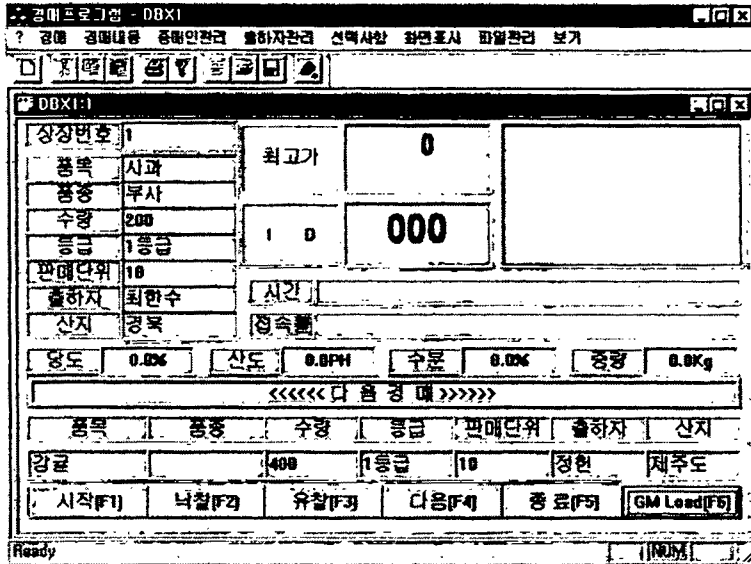 경매프로그램 - DBX1
? 경매 경매내용 중매인관리 출하자관리 선택사항 화면표시 파일관리 보기
DBX1:1
상장번호 1
품목 사과
품종 부사
수량 200
등급 1등급
판매단위 10
출하자 최한수
산지 경북
최고가 0
I D 000
시간
접속률
당도 0.0% 산도 0.0PH 수분 0.0% 중량 0.0Kg
<<<<<< 다 음 경 매 >>>>>>
품목 품종 수량 등급 판매단위 출하자 산지
감귤 400 1등급 10 정헌 제주도
시작[F1] 낙찰[F2] 유찰[F3] 다음[F4] 종 료[F5] GM Load[F6]
Ready NUM